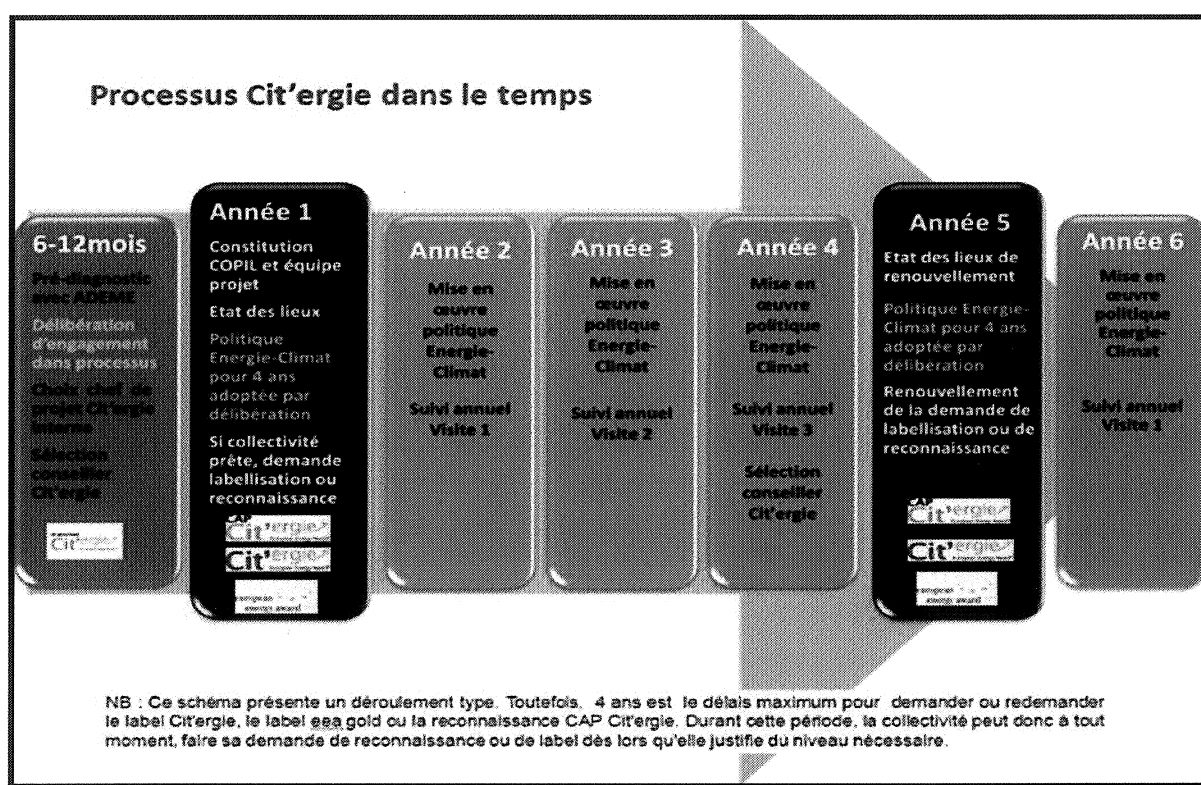 Processus Cit'ergie dans le temps
6-12mois
Pré-diagnostic
avec ADEME
Délibération
d'engagement
dans processus
Choix chef de
projet Cit'ergie
interne
Sélection
conseiller
Cit'ergie
Cit'ergie
Année 1
Constitution
COPIL et équipe
projet
Etat des lieux
Politique
Energie-Climat
pour 4 ans
adoptée par
délibération
Si collectivité
prête, demande
labellisation ou
reconnaissance
CAP
Cit'ergie
Cit'ergie
european
energy award
Année 2
Mise en
œuvre
politique
Energie-
Climat
Suivi annuel
Visite 1
Année 3
Mise en
œuvre
politique
Energie-
Climat
Suivi annuel
Visite 2
Année 4
Mise en
œuvre
politique
Energie-
Climat
Suivi annuel
Visite 3
Sélection
conseiller
Cit'ergie
Année 5
Etat des lieux de
renouvellement
Politique Energie-
Climat pour 4 ans
adoptée par
délibération
Renouvellement
de la demande de
labellisation ou de
reconnaissance
CAP
Cit'ergie
Cit'ergie
european
energy award
Année 6
Mise en
œuvre
politique
Energie-
Climat
Suivi annuel
Visite 1
NB : Ce schéma présente un déroulement type. Toutefois, 4 ans est le délais maximum pour demander ou redemander
le label Cit'ergie, le label eea gold ou la reconnaissance CAP Cit'ergie. Durant cette période, la collectivité peut donc à tout
moment, faire sa demande de reconnaissance ou de label dès lors qu'elle justifie du niveau nécessaire.